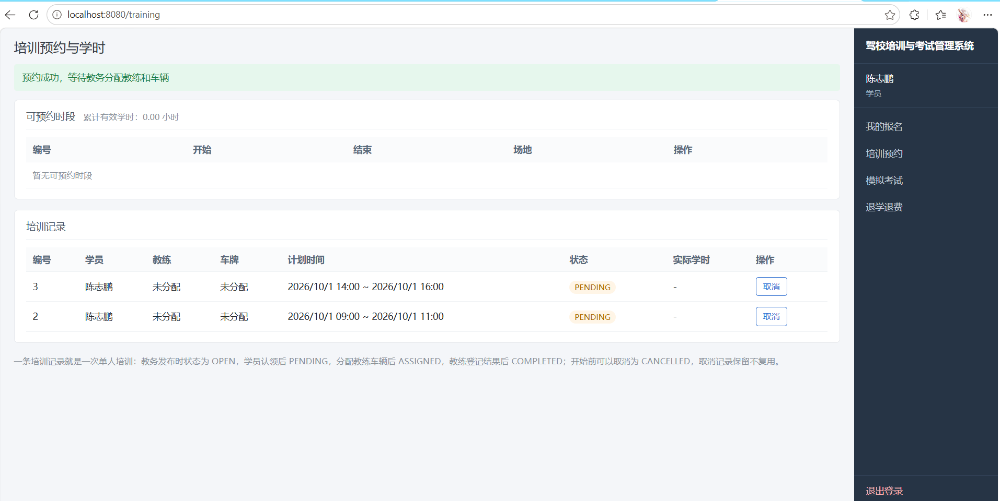 localhost:8080/training
培训预约与学时
预约成功，等待教务分配教练和车辆
可预约时段 累计有效学时：0.00 小时
编号 开始 结束 场地 操作
暂无可预约时段
培训记录
编号 学员 教练 车牌 计划时间 状态 实际学时 操作
3 陈志鹏 未分配 未分配 2026/10/1 14:00 ~ 2026/10/1 16:00 PENDING - 取消
2 陈志鹏 未分配 未分配 2026/10/1 09:00 ~ 2026/10/1 11:00 PENDING - 取消
一条培训记录就是一次单人培训：教务发布时状态为 OPEN，学员认领后 PENDING，分配教练车辆后 ASSIGNED，教练登记结果后 COMPLETED；开始前可以取消为 CANCELLED，取消记录保留不复用。
驾校培训与考试管理系统
陈志鹏
学员
我的报名
培训预约
模拟考试
退学退费
退出登录